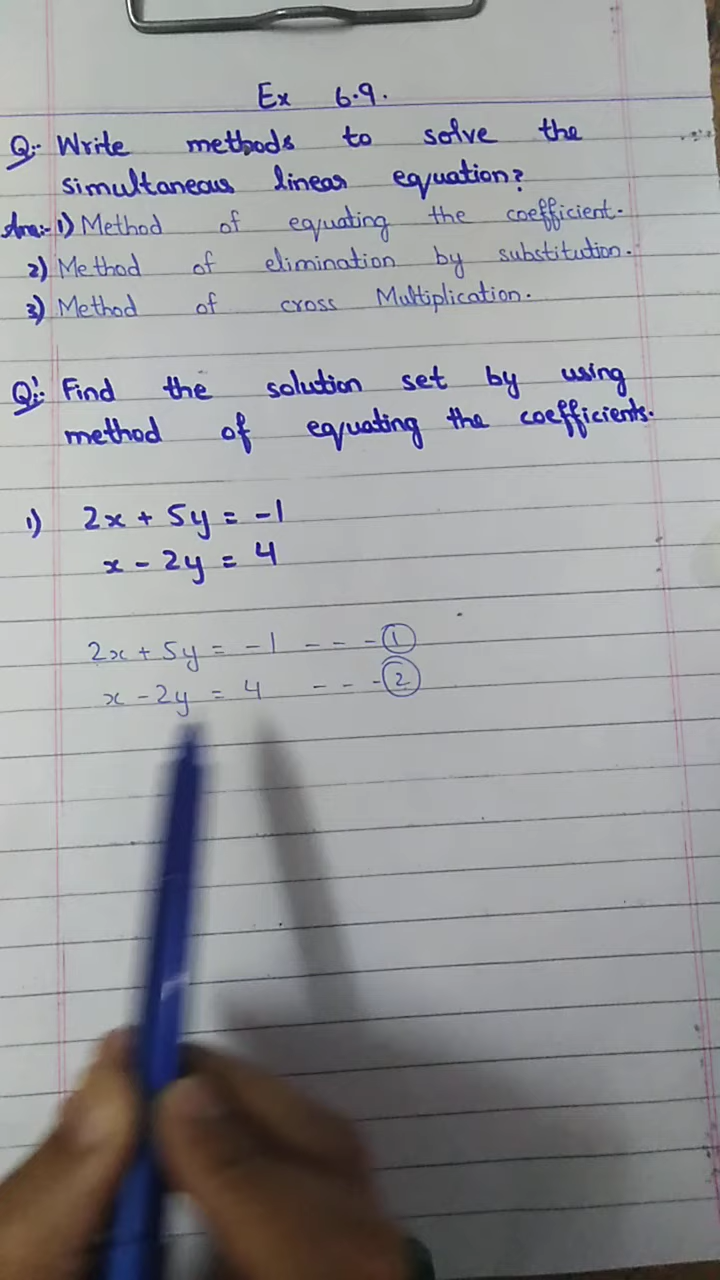 Ex 6.9.
Q:- Write methods to solve the
simultaneous linear equation?
Ans:- 1) Method of equating the coefficient.
2) Method of elimination by substitution.
3) Method of cross Multiplication.
Q1:- Find the solution set by using
method of equating the coefficients.
1) 2x + 5y = -1
x - 2y = 4
2x + 5y = -1 - - - ①
x - 2y = 4 - - - ②